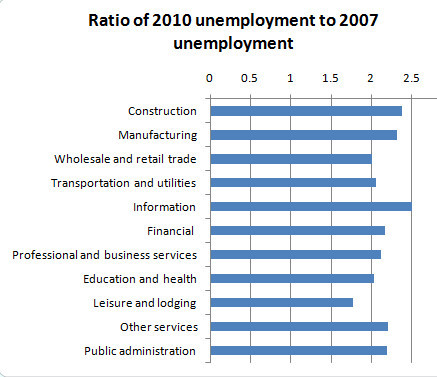 Ratio of 2010 unemployment to 2007
unemployment
0 0.5 1 1.5 2 2.5
Construction
Manufacturing
Wholesale and retail trade
Transportation and utilities
Information
Financial
Professional and business services
Education and health
Leisure and lodging
Other services
Public administration